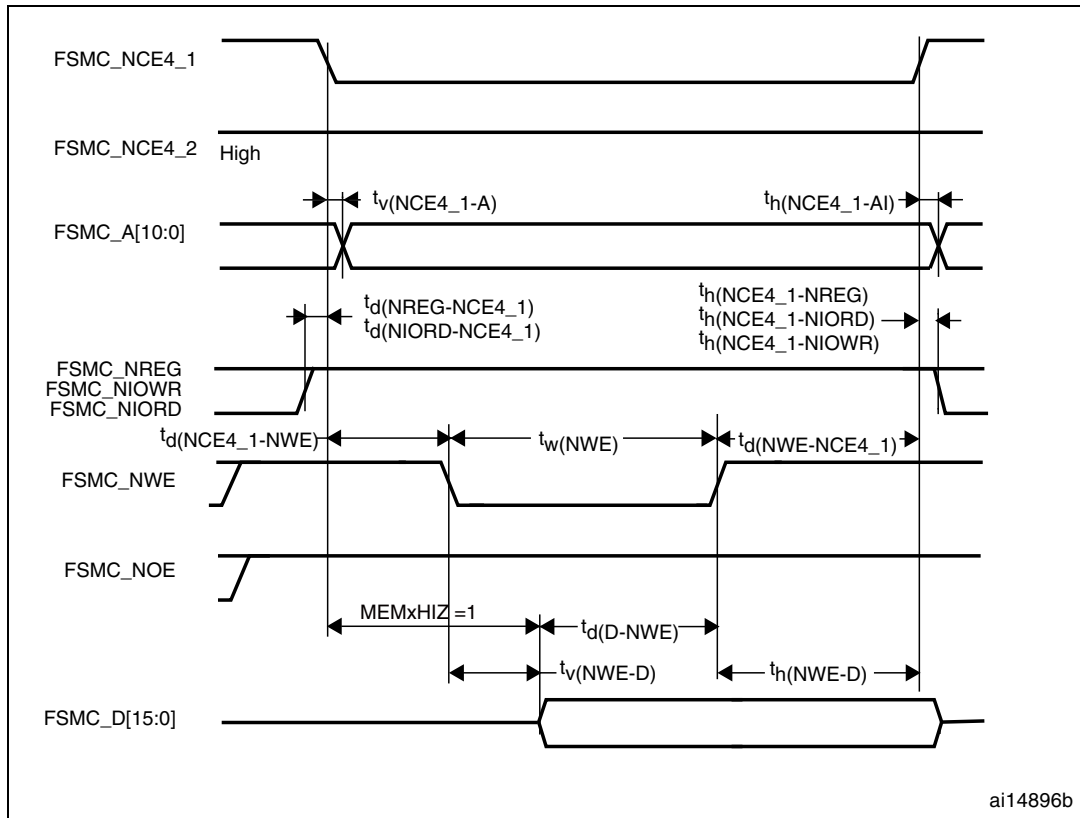 FSMC_NCE4_1
FSMC_NCE4_2 High
tv(NCE4_1-A)
th(NCE4_1-AI)
FSMC_A[10:0]
td(NREG-NCE4_1)
td(NIORD-NCE4_1)
th(NCE4_1-NREG)
th(NCE4_1-NIORD)
th(NCE4_1-NIOWR)
FSMC_NREG
FSMC_NIOWR
FSMC_NIORD
td(NCE4_1-NWE)
tw(NWE)
td(NWE-NCE4_1)
FSMC_NWE
FSMC_NOE
MEMxHIZ =1
td(D-NWE)
tv(NWE-D)
th(NWE-D)
FSMC_D[15:0]
ai14896b